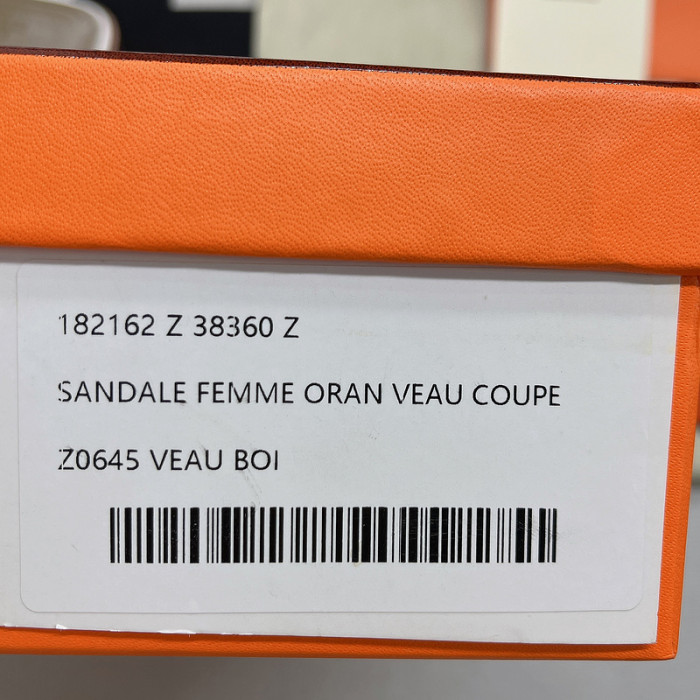 182162 Z 38360 Z
SANDALE FEMME ORAN VEAU COUPE
Z0645 VEAU BOI